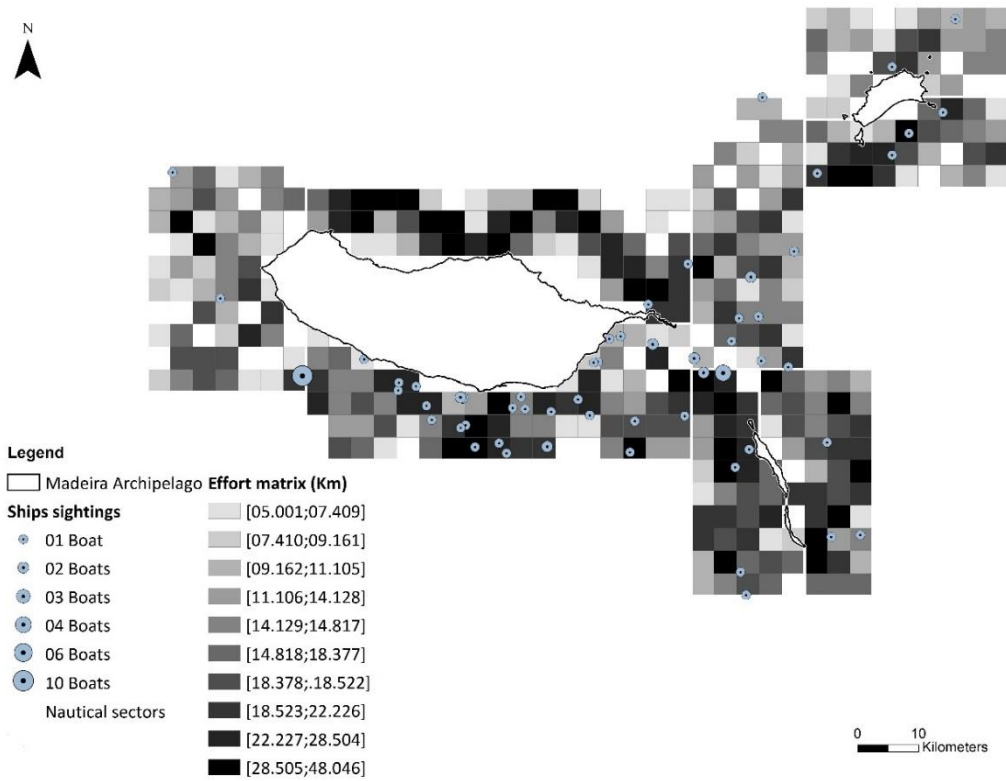 N
Legend
Madeira Archipelago
Ships sightings
01 Boat
02 Boats
03 Boats
04 Boats
06 Boats
10 Boats
Nautical sectors
Effort matrix (Km)
[05.001;07.409]
[07.410;09.161]
[09.162;11.105]
[11.106;14.128]
[14.129;14.817]
[14.818;18.377]
[18.378;.18.522]
[18.523;22.226]
[22.227;28.504]
[28.505;48.046]
0 10
Kilometers